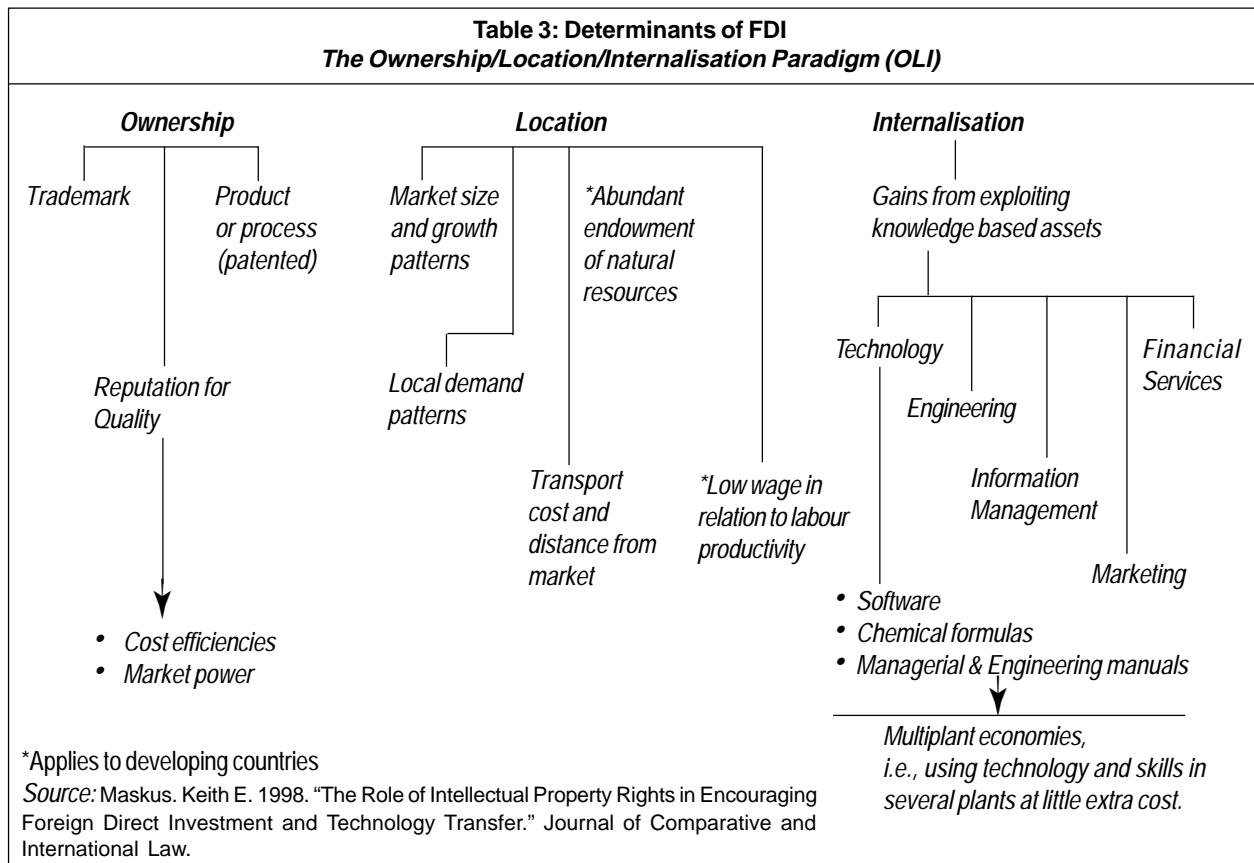 Table 3: Determinants of FDI
The Ownership/Location/Internalisation Paradigm (OLI)
Ownership
Trademark
Product
or process
(patented)
Reputation for
Quality
• Cost efficiencies
• Market power
Location
Market size
and growth
patterns
*Abundant
endowment
of natural
resources
Local demand
patterns
Transport
cost and
distance from
market
*Low wage in
relation to labour
productivity
Internalisation
Gains from exploiting
knowledge based assets
Technology
Engineering
Information
Management
Marketing
Financial
Services
• Software
• Chemical formulas
• Managerial & Engineering manuals
Multiplant economies,
i.e., using technology and skills in
several plants at little extra cost.
*Applies to developing countries
Source: Maskus. Keith E. 1998. “The Role of Intellectual Property Rights in Encouraging
Foreign Direct Investment and Technology Transfer.” Journal of Comparative and
International Law.